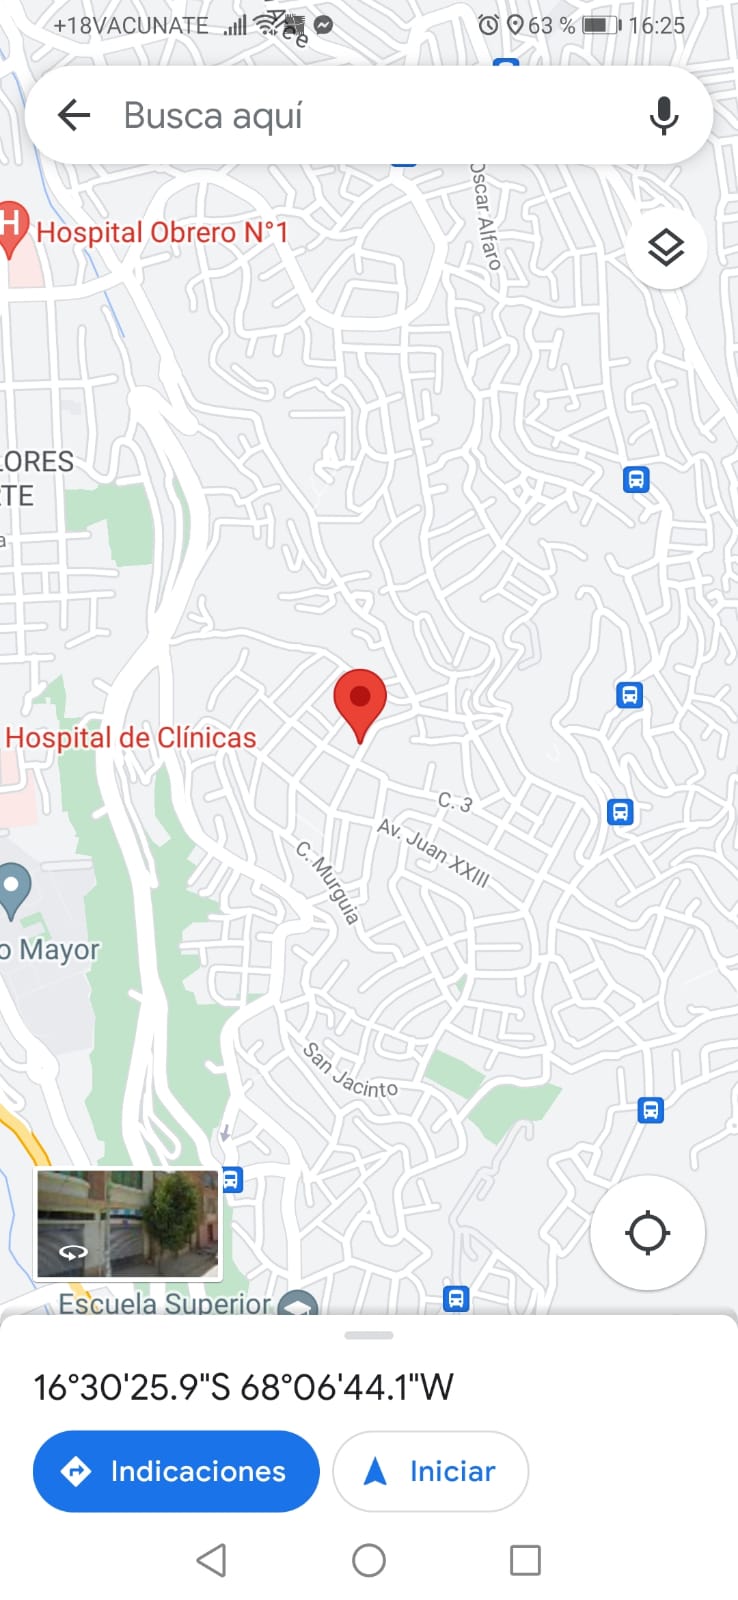 +18VACUNATE
63 %
16:25
Busca aquí
Oscar Alfaro
H
Hospital Obrero N°1
LORES
TE
a
Hospital de Clínicas
C. 3
Av. Juan XXIII
C. Murguia
o Mayor
San Jacinto
Escuela Superior
16°30'25.9"S 68°06'44.1"W
Indicaciones
Iniciar